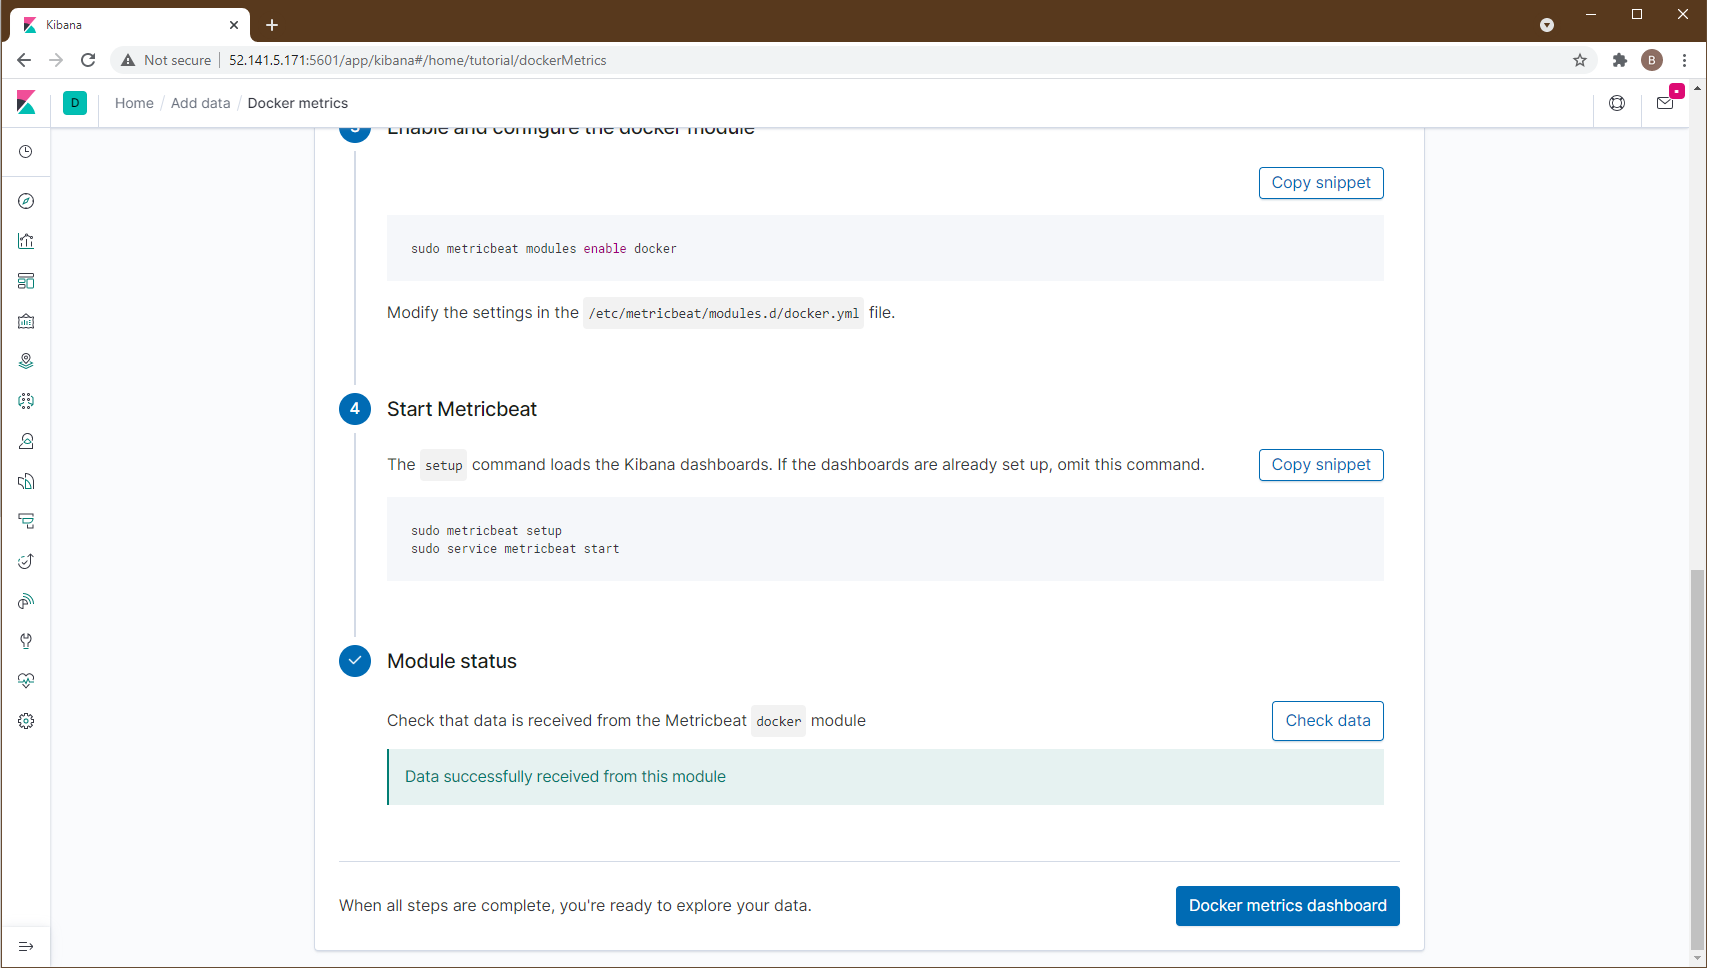 Kibana
Not secure
52.141.5.171:5601/app/kibana#/home/tutorial/dockerMetrics
B
D
Home / Add data / Docker metrics
3 Enable and configure the docker module
Copy snippet
sudo metricbeat modules enable docker
Modify the settings in the /etc/metricbeat/modules.d/docker.yml file.
4 Start Metricbeat
The setup command loads the Kibana dashboards. If the dashboards are already set up, omit this command.
Copy snippet
sudo metricbeat setup
sudo service metricbeat start
Module status
Check that data is received from the Metricbeat docker module
Check data
Data successfully received from this module
When all steps are complete, you're ready to explore your data.
Docker metrics dashboard